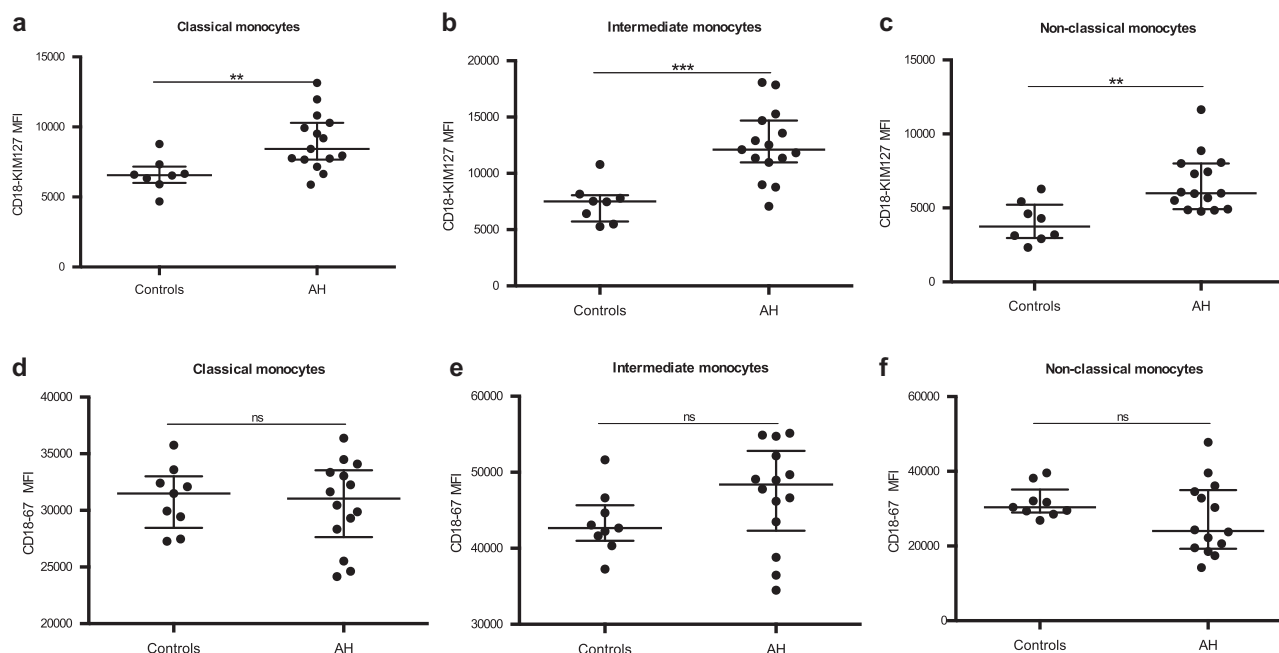 a
Classical monocytes
CD18-KIM127 MFI
15000
10000
5000
0
**
Controls
AH
b
Intermediate monocytes
CD18-KIM127 MFI
20000
15000
10000
5000
0
***
Controls
AH
c
Non-classical monocytes
CD18-KIM127 MFI
15000
10000
5000
0
**
Controls
AH
d
Classical monocytes
CD18-67 MFI
40000
35000
30000
25000
20000
ns
Controls
AH
e
Intermediate monocytes
CD18-67 MFI
60000
50000
40000
30000
ns
Controls
AH
f
Non-classical monocytes
CD18-67 MFI
60000
40000
20000
0
ns
Controls
AH